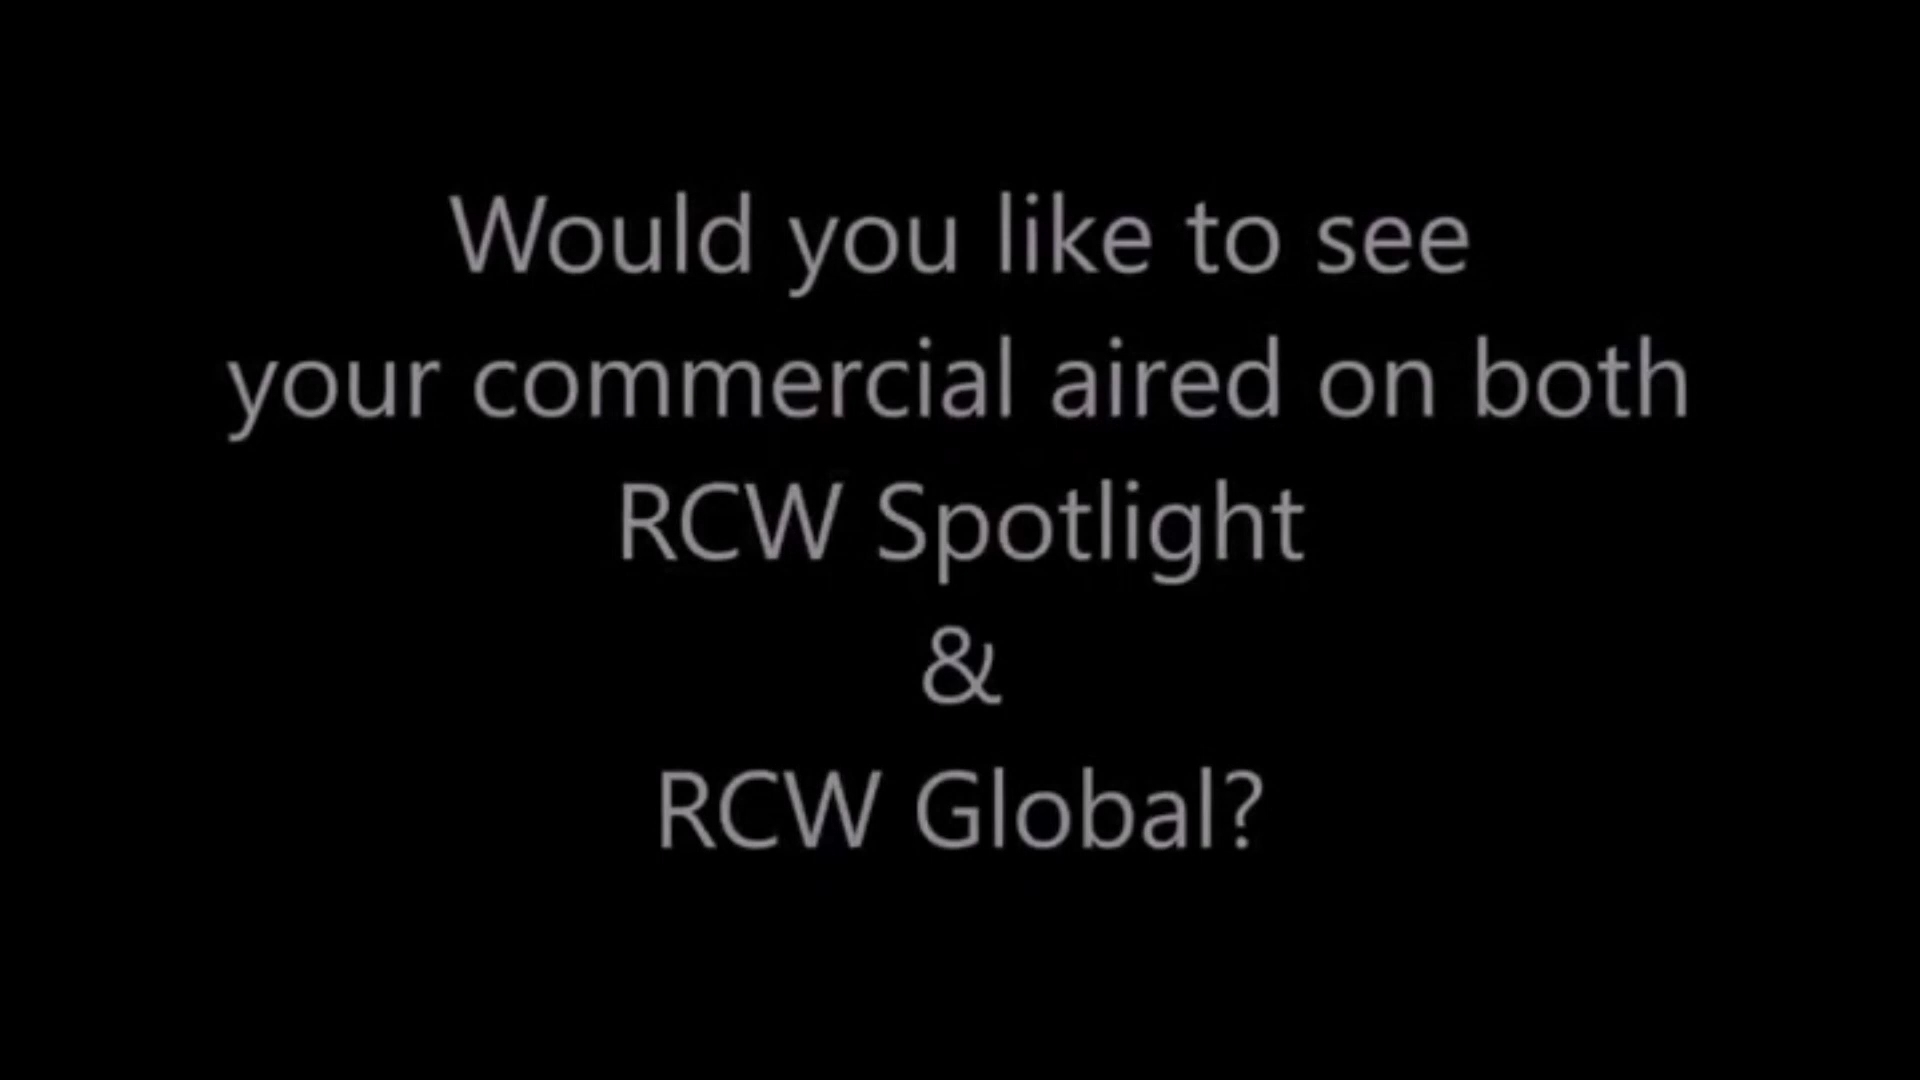 Would you like to see
your commercial aired on both
RCW Spotlight
&
RCW Global?